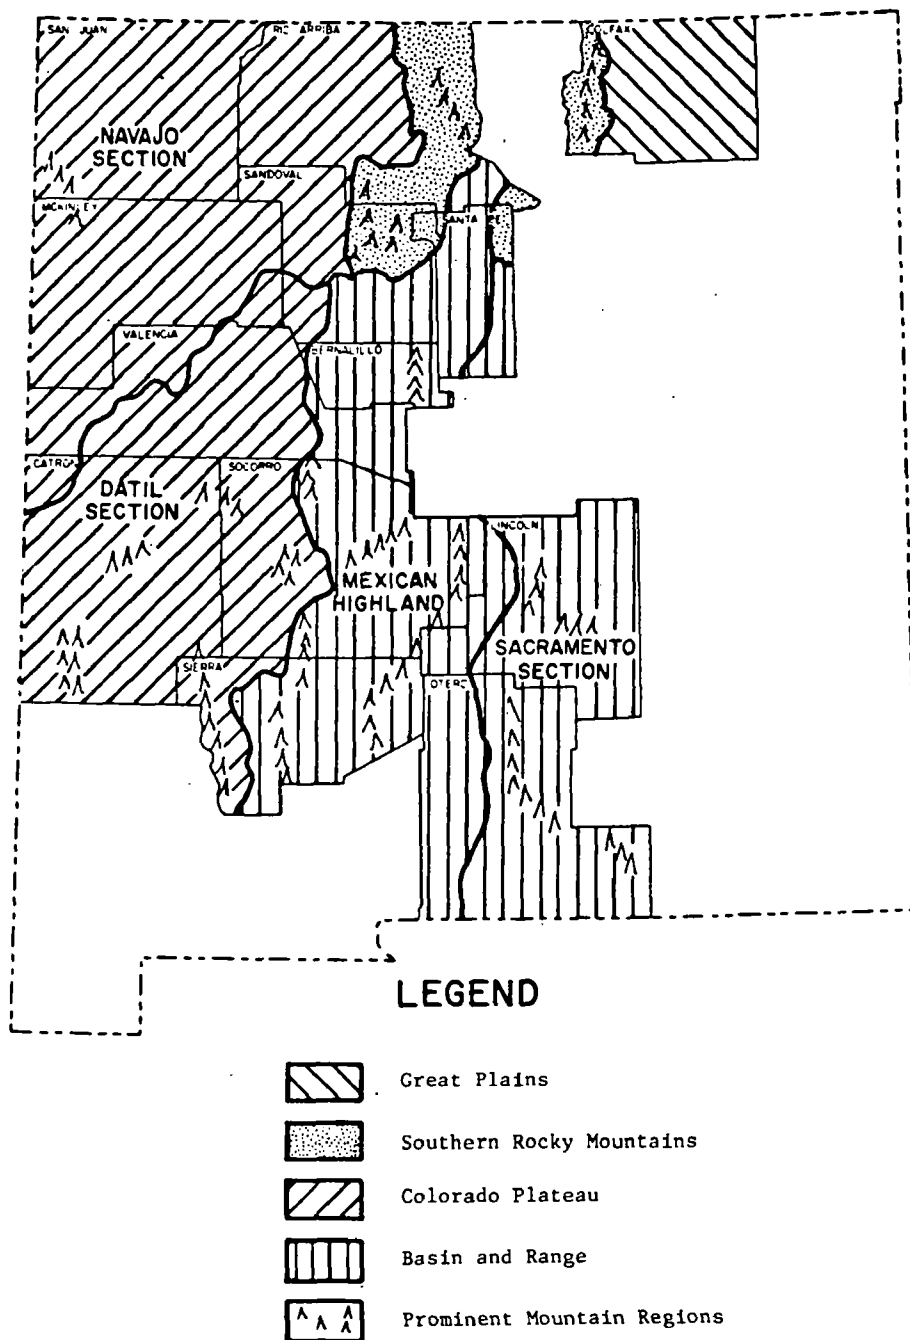 SAN JUAN
RIO ARRIBA
COLFAX
NAVAJO
SECTION
SANDOVAL
MCKINLEY
SANTA FE
VALENCIA
BERNALILLO
CATRON
SOCORRO
DATIL
SECTION
LINCOLN
MEXICAN
HIGHLAND
SACRAMENTO
SECTION
SIERRA
OTERO
LEGEND
Great Plains
Southern Rocky Mountains
Colorado Plateau
Basin and Range
Prominent Mountain Regions